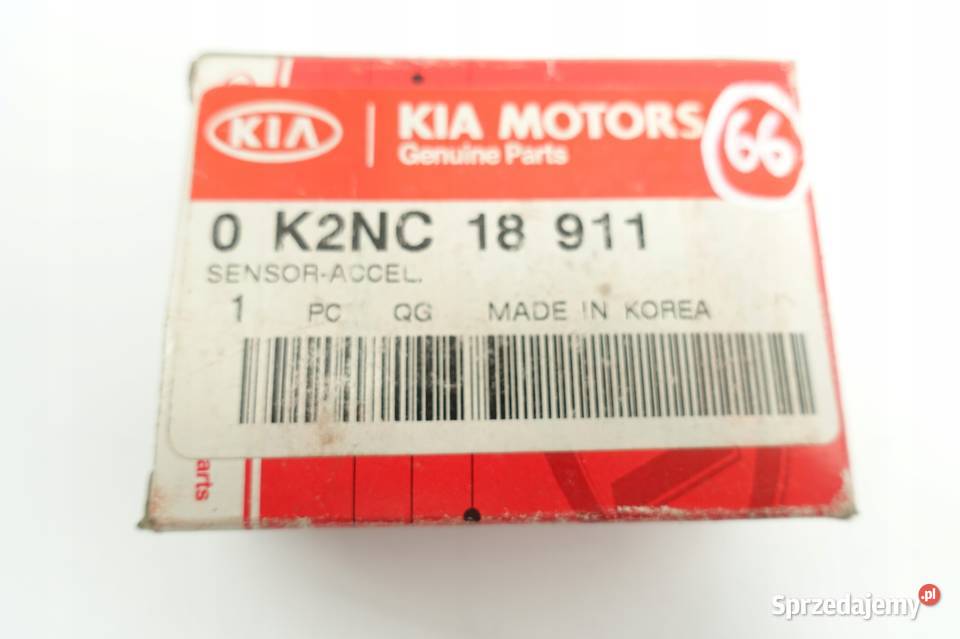 KIA
KIA MOTORS
Genuine Parts
66
0 K2NC 18 911
SENSOR-ACCEL.
1 PC QG MADE IN KOREA
arts
Sprzedajemy.pl